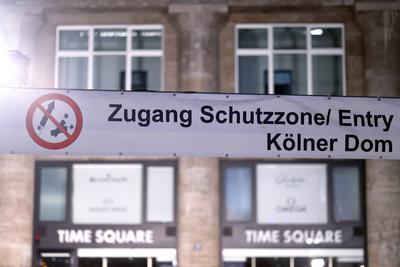 Zugang Schutzzone/ Entry
Kölner Dom
TIME SQUARE
OMEGA
TIME SQUARE